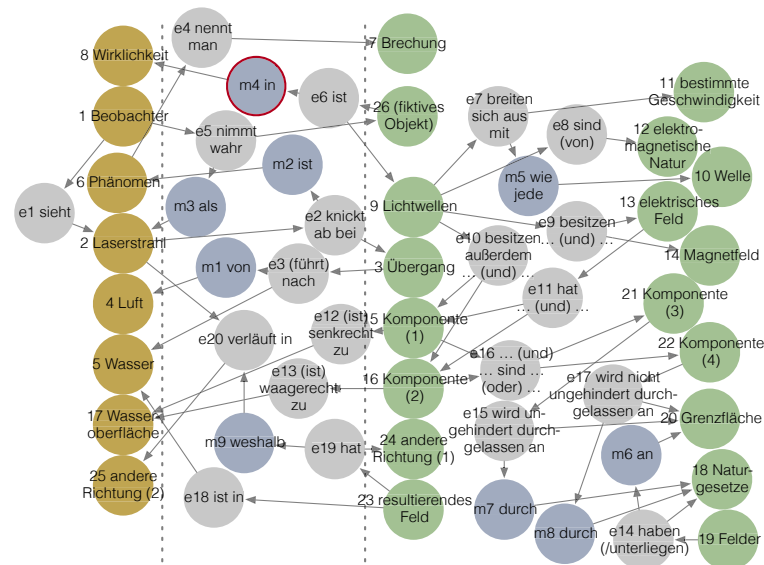 e4 nennt
man
7 Brechung
8 Wirklichkeit
m4 in
e6 ist
11 bestimmte
Geschwindigkeit
e7 breiten
sich aus
mit
1 Beobachter
26 (fiktives
Objekt)
e8 sind
(von)
12 elektro-
magnetische
Natur
e5 nimmt
wahr
m2 ist
6 Phänomen
m5 wie
jede
10 Welle
m3 als
e1 sieht
9 Lichtwellen
13 elektrisches
Feld
e2 knickt
ab bei
e9 besitzen
... (und) ...
2 Laserstrahl
e10 besitzen
außerdem
... (und) ...
14 Magnetfeld
m1 von
e3 (führt)
nach
3 Übergang
4 Luft
e11 hat
... (und) ...
21 Komponente
(3)
e12 (ist)
senkrecht
zu
15 Komponente
(1)
e20 verläuft in
5 Wasser
e16 ... (und)
... sind ...
(oder) ...
22 Komponente
(4)
e13 (ist)
waagerecht
zu
16 Komponente
(2)
e17 wird nicht
ungehindert durch-
gelassen an
17 Wasser-
oberfläche
e15 wird un-
gehindert durch-
gelassen an
20 Grenzfläche
m9 weshalb
e19 hat
24 andere
Richtung (1)
m6 an
25 andere
Richtung (2)
18 Natur-
gesetze
e18 ist in
23 resultierendes
Feld
m7 durch
m8 durch
e14 haben
(/unterliegen)
19 Felder